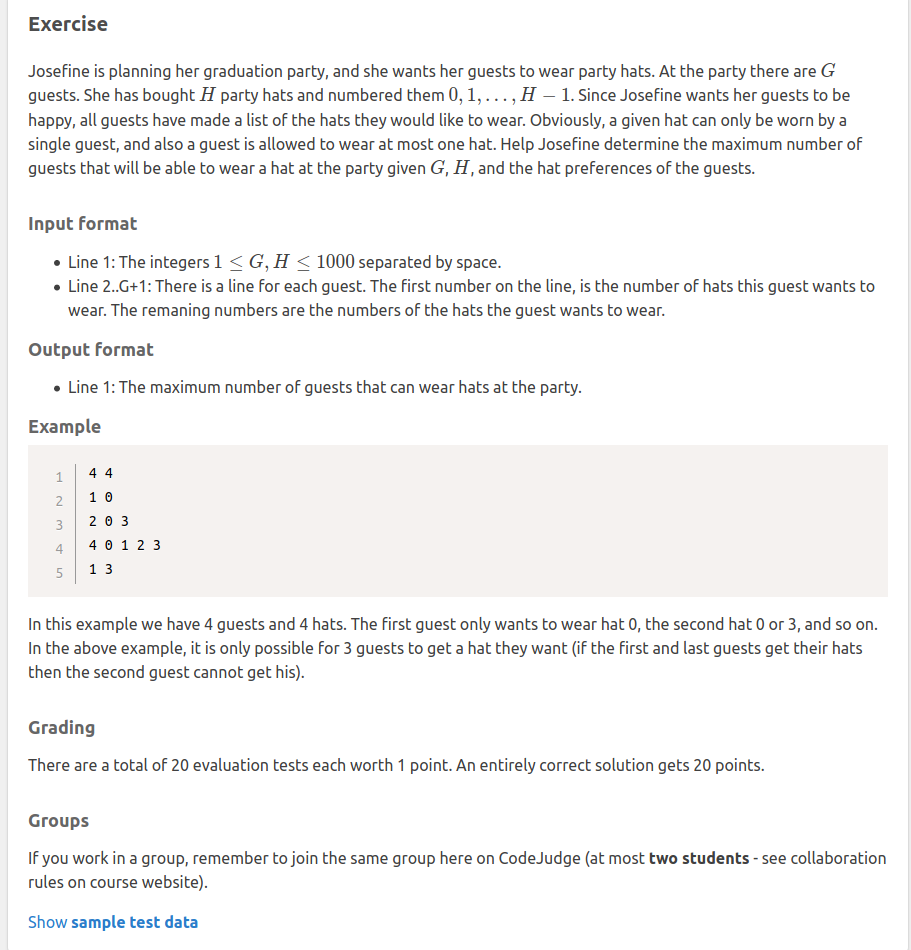 Exercise
Josefine is planning her graduation party, and she wants her guests to wear party hats. At the party there are G
guests. She has bought H party hats and numbered them 0, 1, . . . , H − 1. Since Josefine wants her guests to be
happy, all guests have made a list of the hats they would like to wear. Obviously, a given hat can only be worn by a
single guest, and also a guest is allowed to wear at most one hat. Help Josefine determine the maximum number of
guests that will be able to wear a hat at the party given G, H, and the hat preferences of the guests.
Input format
• Line 1: The integers 1 ≤ G, H ≤ 1000 separated by space.
• Line 2..G+1: There is a line for each guest. The first number on the line, is the number of hats this guest wants to
wear. The remaning numbers are the numbers of the hats the guest wants to wear.
Output format
• Line 1: The maximum number of guests that can wear hats at the party.
Example
1 4 4
2 1 0
3 2 0 3
4 4 0 1 2 3
5 1 3
In this example we have 4 guests and 4 hats. The first guest only wants to wear hat 0, the second hat 0 or 3, and so on.
In the above example, it is only possible for 3 guests to get a hat they want (if the first and last guests get their hats
then the second guest cannot get his).
Grading
There are a total of 20 evaluation tests each worth 1 point. An entirely correct solution gets 20 points.
Groups
If you work in a group, remember to join the same group here on CodeJudge (at most two students - see collaboration
rules on course website).
Show sample test data